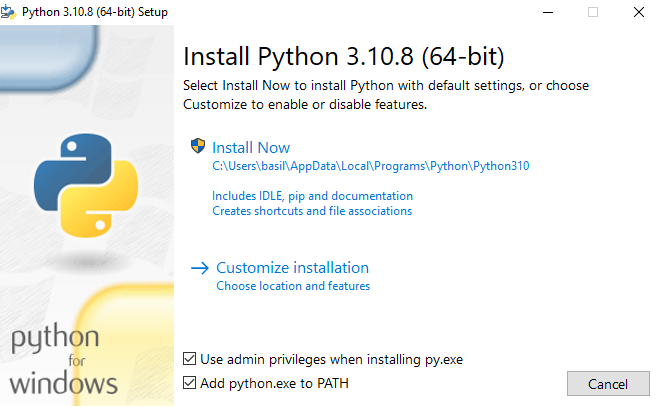 Python 3.10.8 (64-bit) Setup
Install Python 3.10.8 (64-bit)
Select Install Now to install Python with default settings, or choose
Customize to enable or disable features.
Install Now
C:\Users\basil\AppData\Local\Programs\Python\Python310
Includes IDLE, pip and documentation
Creates shortcuts and file associations
Customize installation
Choose location and features
python
for
windows
Use admin privileges when installing py.exe
Add python.exe to PATH
Cancel